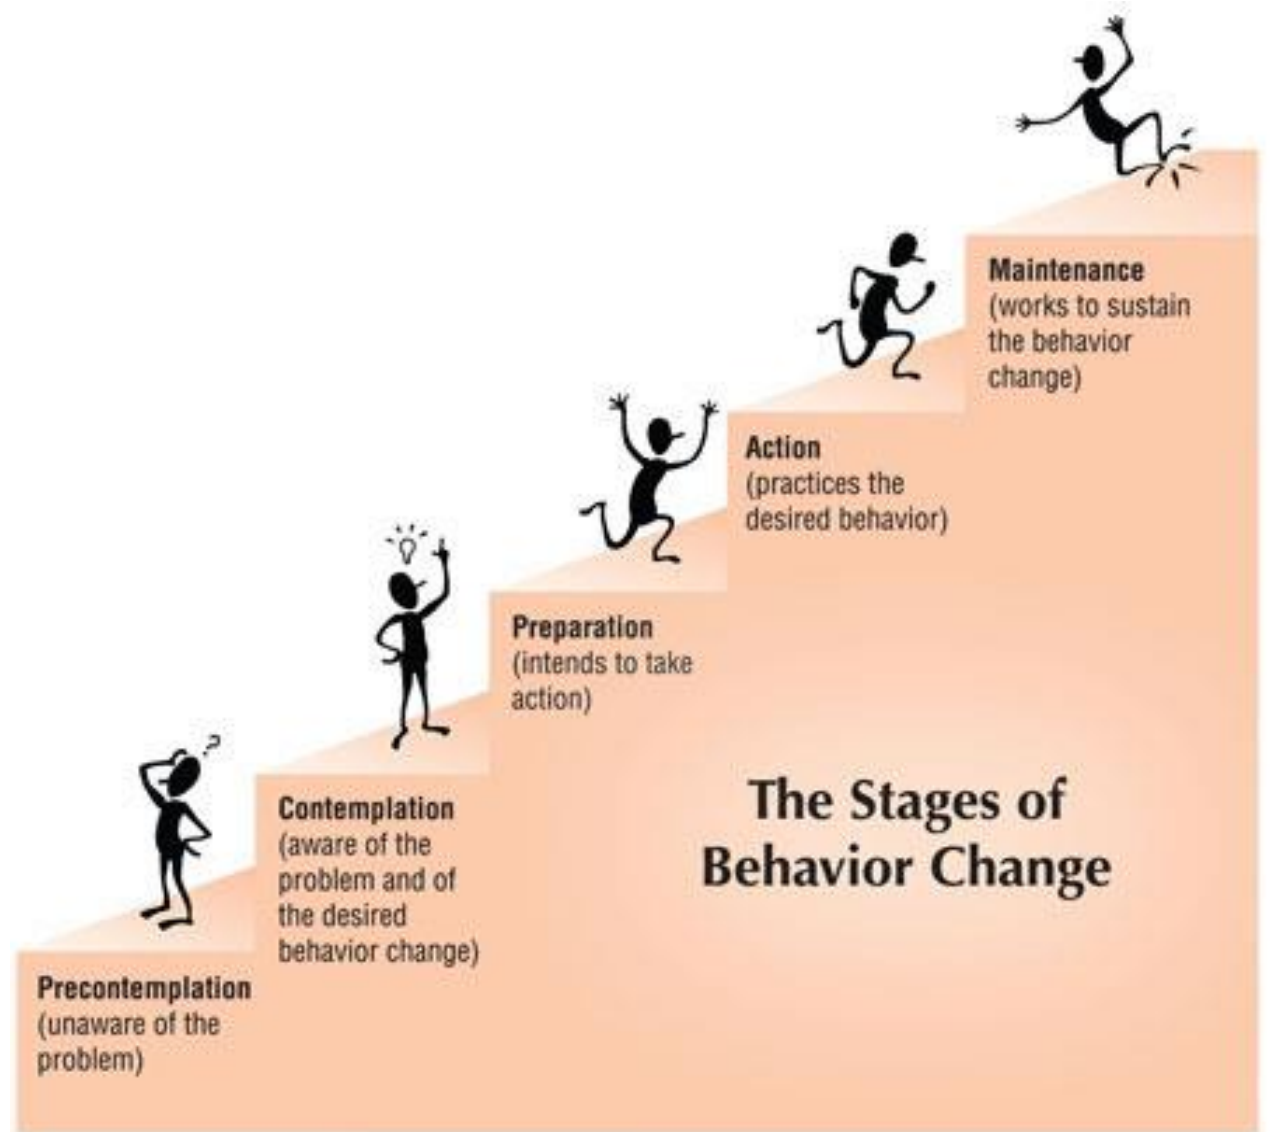 Maintenance
(works to sustain
the behavior
change)
Action
(practices the
desired behavior)
Preparation
(intends to take
action)
The Stages of
Behavior Change
Contemplation
(aware of the
problem and of
the desired
behavior change)
Precontemplation
(unaware of the
problem)
?